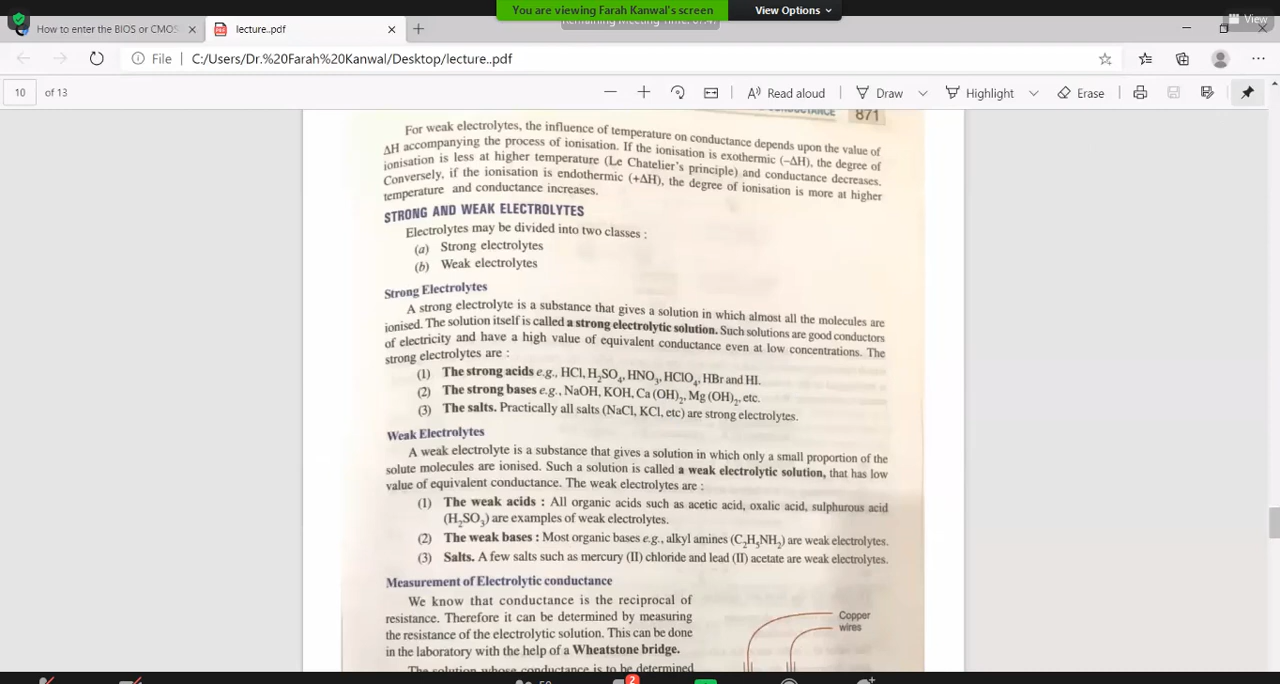 You are viewing Farah Kanwal's screen
View Options
View
How to enter the BIOS or CMOS
lecture..pdf
File C:/Users/Dr.%20Farah%20Kanwal/Desktop/lecture..pdf
10 of 13
Read aloud
Draw
Highlight
Erase
871
For weak electrolytes, the influence of temperature on conductance depends upon the value of
ΔH accompanying the process of ionisation. If the ionisation is exothermic (–ΔH), the degree of
ionisation is less at higher temperature (Le Chatelier's principle) and conductance decreases.
Conversely, if the ionisation is endothermic (+ΔH), the degree of ionisation is more at higher
temperature and conductance increases.
STRONG AND WEAK ELECTROLYTES
Electrolytes may be divided into two classes :
(a) Strong electrolytes
(b) Weak electrolytes
Strong Electrolytes
A strong electrolyte is a substance that gives a solution in which almost all the molecules are
ionised. The solution itself is called a strong electrolytic solution. Such solutions are good conductors
of electricity and have a high value of equivalent conductance even at low concentrations. The
strong electrolytes are :
(1) The strong acids e.g., HCl, H₂SO₄, HNO₃, HClO₄, HBr and HI.
(2) The strong bases e.g., NaOH, KOH, Ca (OH)₂, Mg (OH)₂, etc.
(3) The salts. Practically all salts (NaCl, KCl, etc) are strong electrolytes.
Weak Electrolytes
A weak electrolyte is a substance that gives a solution in which only a small proportion of the
solute molecules are ionised. Such a solution is called a weak electrolytic solution, that has low
value of equivalent conductance. The weak electrolytes are :
(1) The weak acids : All organic acids such as acetic acid, oxalic acid, sulphurous acid
(H₂SO₃) are examples of weak electrolytes.
(2) The weak bases : Most organic bases e.g., alkyl amines (C₂H₅NH₂) are weak electrolytes.
(3) Salts. A few salts such as mercury (II) chloride and lead (II) acetate are weak electrolytes.
Measurement of Electrolytic conductance
We know that conductance is the reciprocal of
resistance. Therefore it can be determined by measuring
the resistance of the electrolytic solution. This can be done
in the laboratory with the help of a Wheatstone bridge.
The solution whose conductance is to be determined
Copper
wires
2